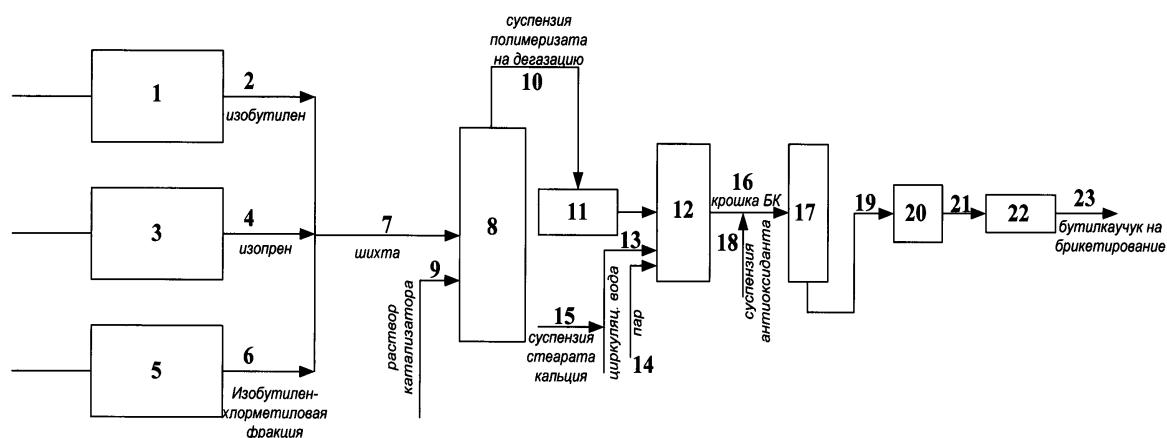 суспензия
полимеризата
на дегазацию
10
1
2
изобутилен
3
4
изопрен
5
6
Изобутилен-
хлорметиловая
фракция
7
шихта
8
9
раствор
катализатора
11
12
13
циркуляц. вода
14
пар
15
суспензия
стеарата
кальция
16
крошка БК
17
18
суспензия
антиоксиданта
19
20
21
22
23
бутилкаучук на
брикетирование